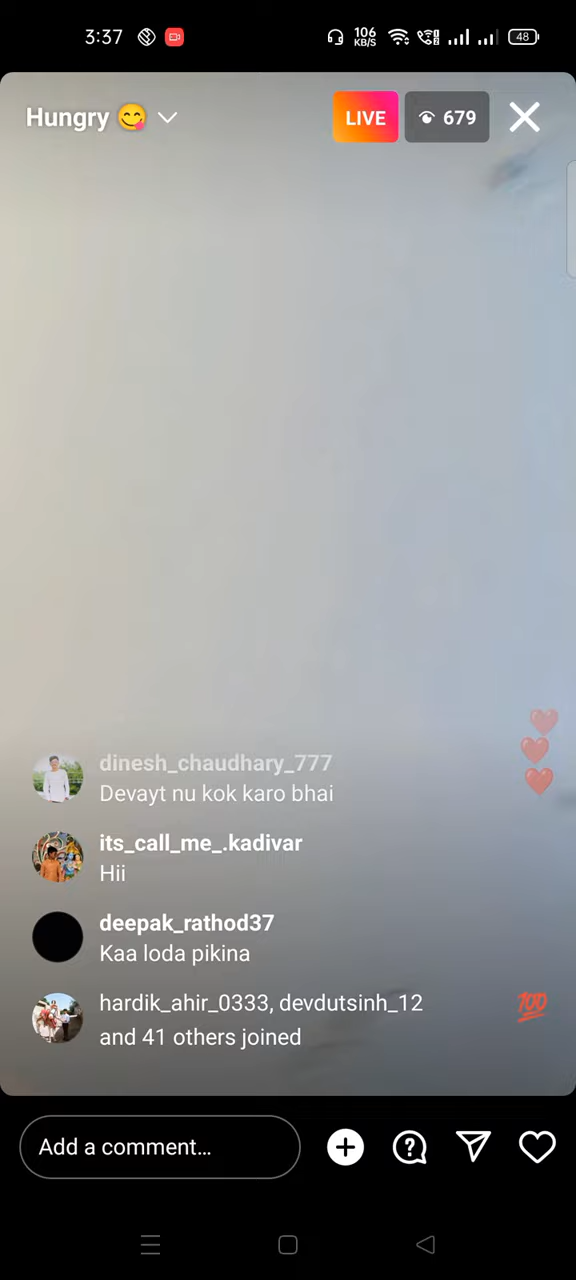 3:37
106
KB/S
48
Hungry 😋
LIVE
679
dinesh_chaudhary_777
Devayt nu kok karo bhai
its_call_me_.kadivar
Hii
deepak_rathod37
Kaa loda pikina
hardik_ahir_0333, devdutsinh_12
and 41 others joined
💯
Add a comment...